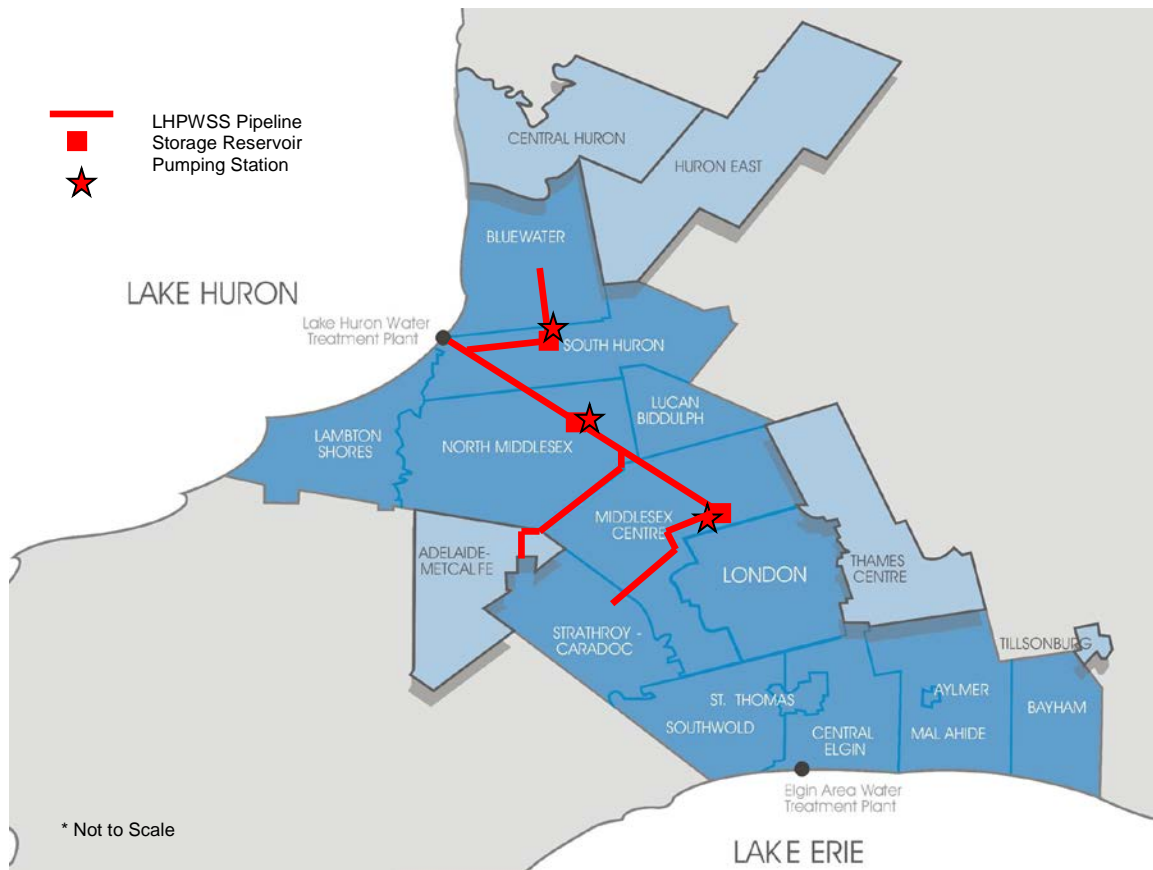 LHPWSS Pipeline
Storage Reservoir
Pumping Station
CENTRAL HURON
HURON EAST
BLUEWATER
LAKE HURON
Lake Huron Water
Treatment Plant
SOUTH HURON
LUCAN
BIDDULPH
LAMBTON
SHORES
NORTH MIDDLESEX
MIDDLESEX
CENTRE
ADELAIDE-
METCALFE
LONDON
THAMES
CENTRE
STRATHROY -
CARADOC
TILLSONBURG
ST. THOMAS
AYLMER
BAYHAM
SOUTHWOLD
CENTRAL
ELGIN
MALAHIDE
Elgin Area Water
Treatment Plant
* Not to Scale
LAKE ERIE